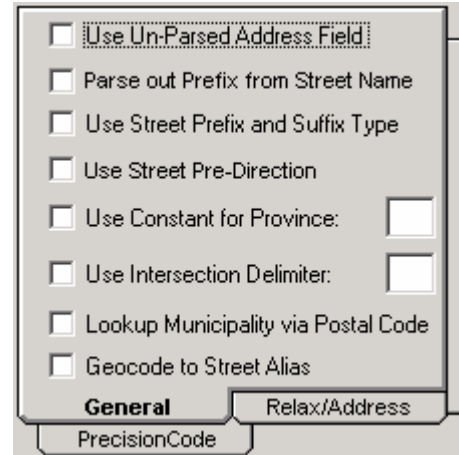 Use Un-Parsed Address Field
Parse out Prefix from Street Name
Use Street Prefix and Suffix Type
Use Street Pre-Direction
Use Constant for Province:
Use Intersection Delimiter:
Lookup Municipality via Postal Code
Geocode to Street Alias
General Relax/Address
PrecisionCode